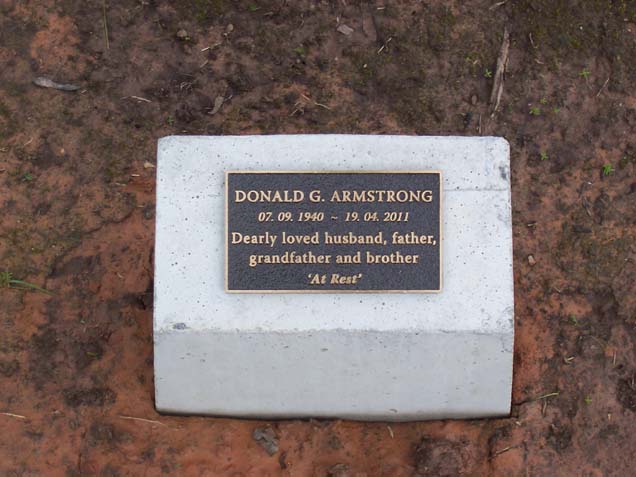 DONALD G. ARMSTRONG
07. 09. 1940 ~ 19. 04. 2011
Dearly loved husband, father,
grandfather and brother
‘At Rest’